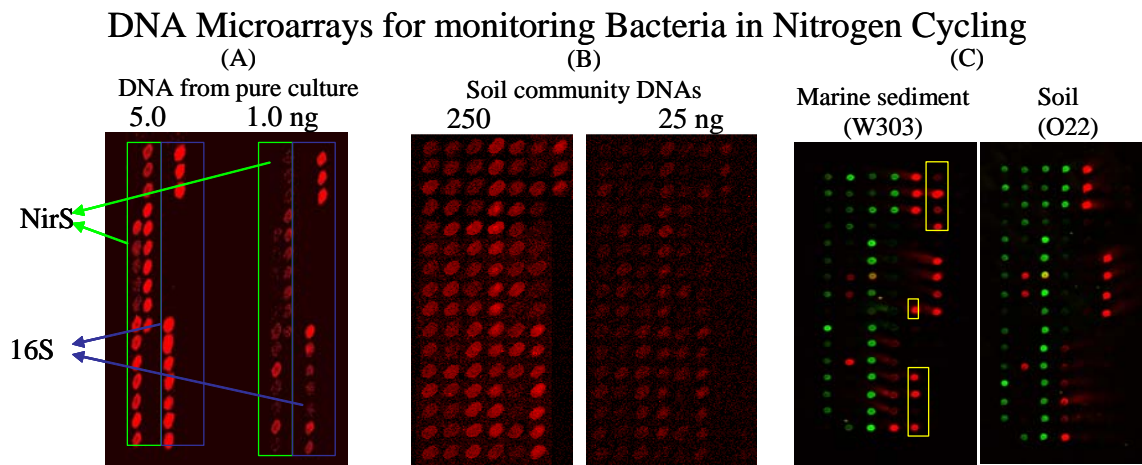 DNA Microarrays for monitoring Bacteria in Nitrogen Cycling
(A)
DNA from pure culture
5.0 1.0 ng
NirS
16S
(B)
Soil community DNAs
250 25 ng
(C)
Marine sediment
(W303)
Soil
(O22)